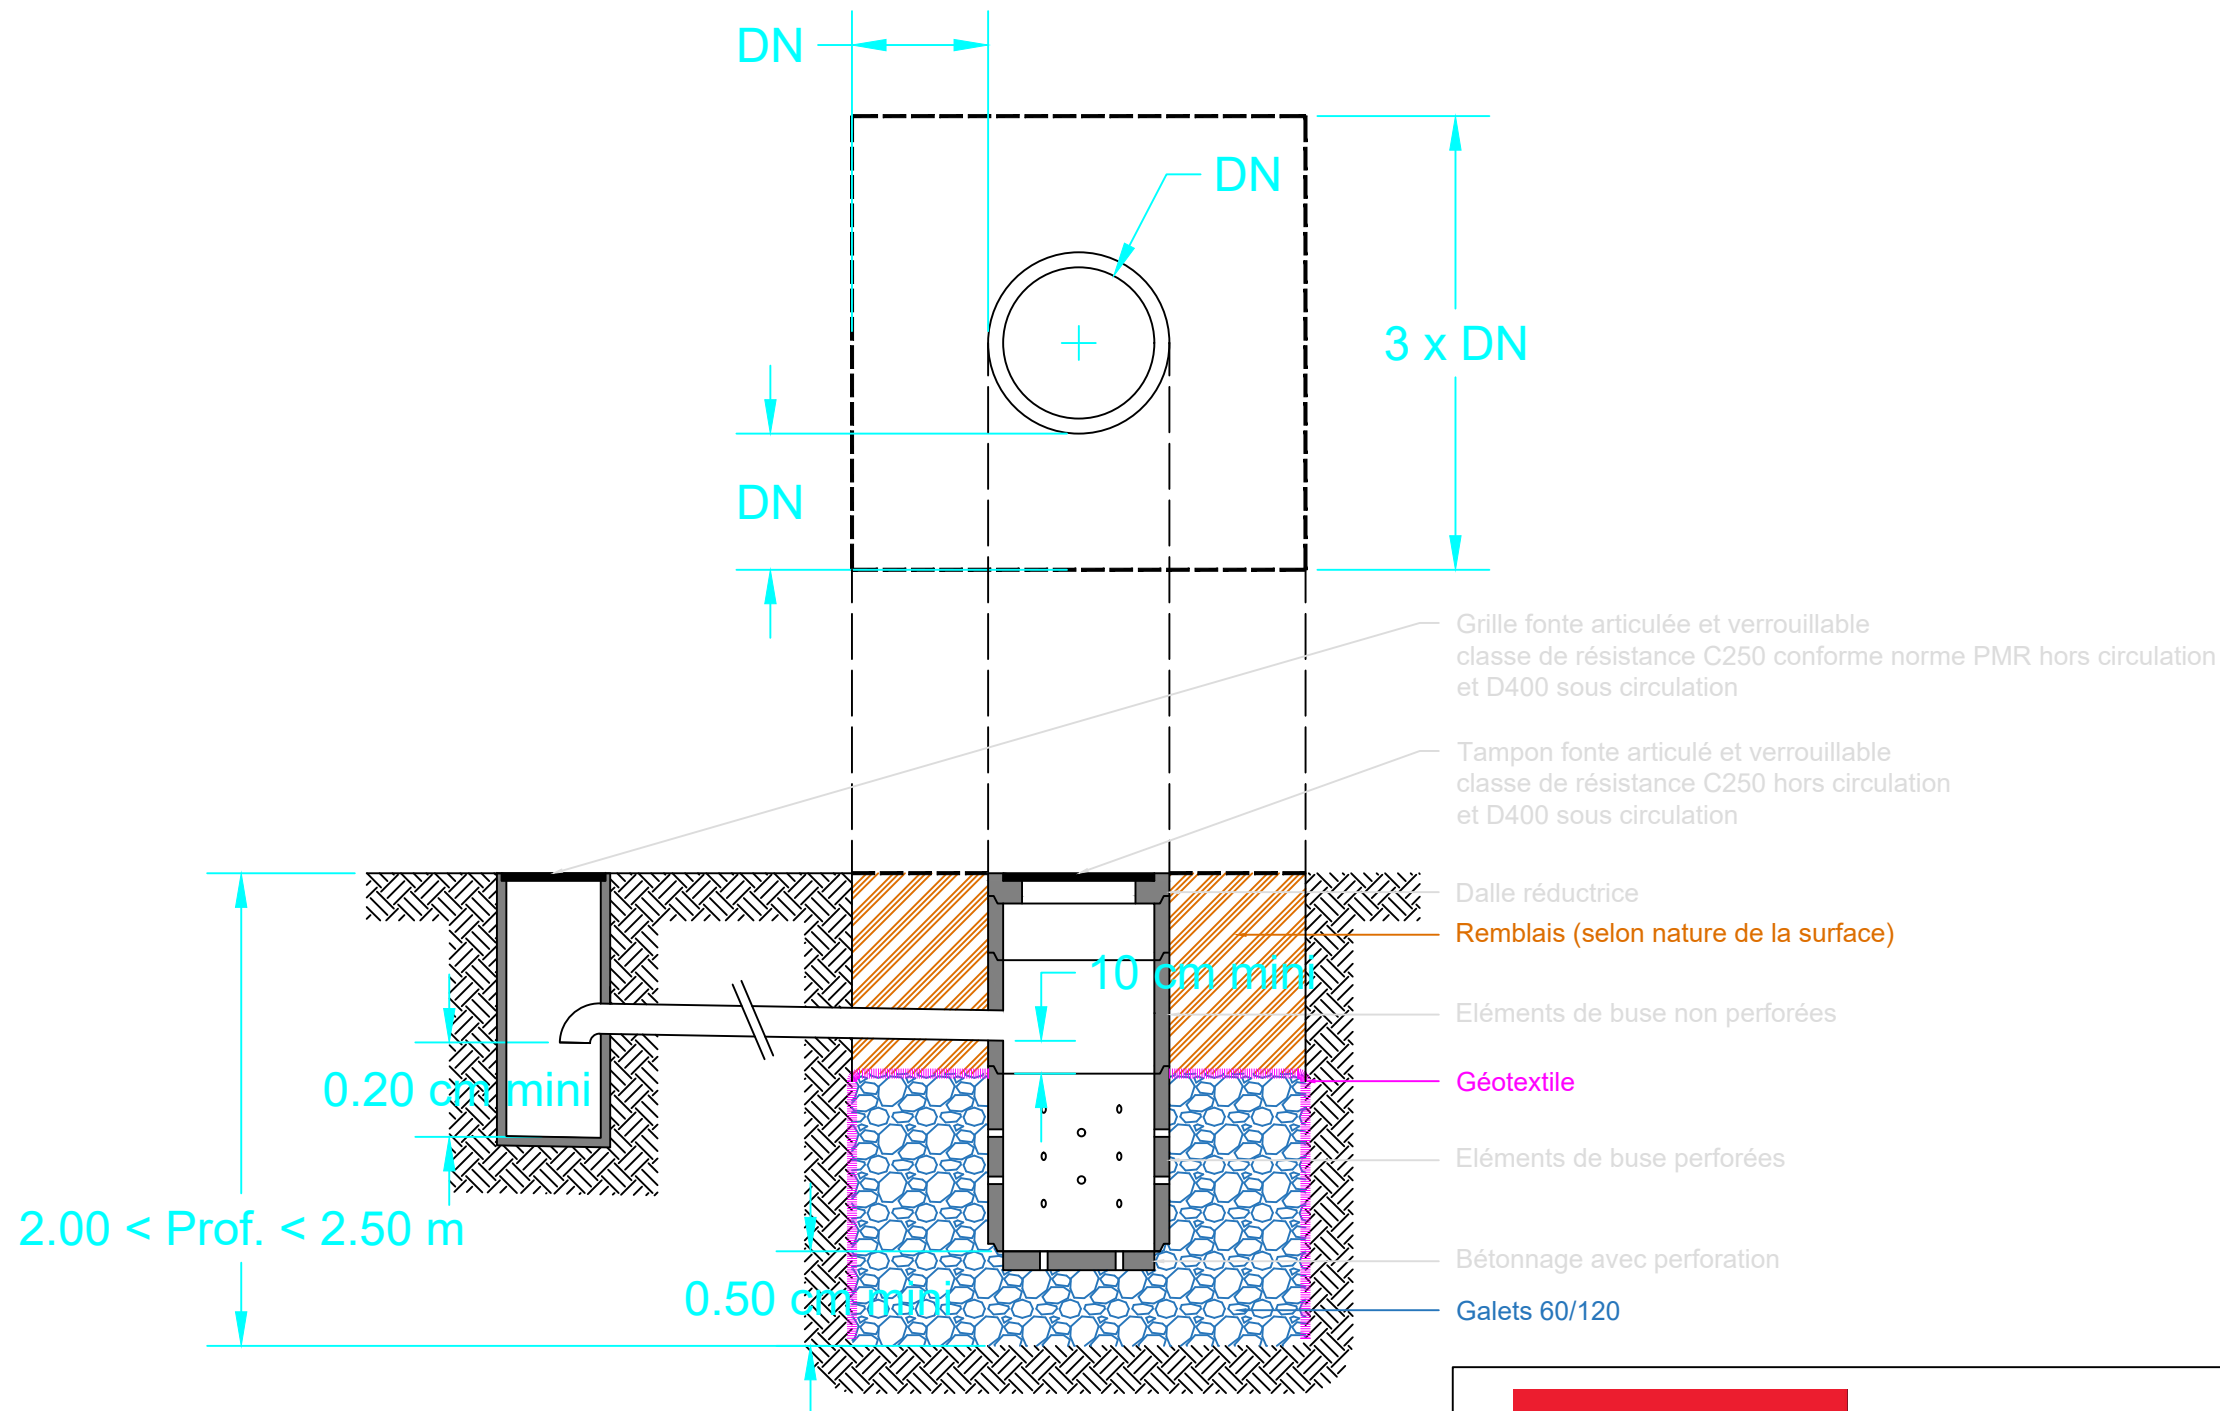 DN
DN
3 x DN
DN
Grille fonte articulée et verrouillable
classe de résistance C250 conforme norme PMR hors circulation
et D400 sous circulation
Tampon fonte articulé et verrouillable
classe de résistance C250 hors circulation
et D400 sous circulation
Dalle réductrice
Remblais (selon nature de la surface)
10 cm mini
Eléments de buse non perforées
Géotextile
0.20 cm mini
Eléments de buse perforées
2.00 < Prof. < 2.50 m
Bétonnage avec perforation
0.50 cm mini
Galets 60/120